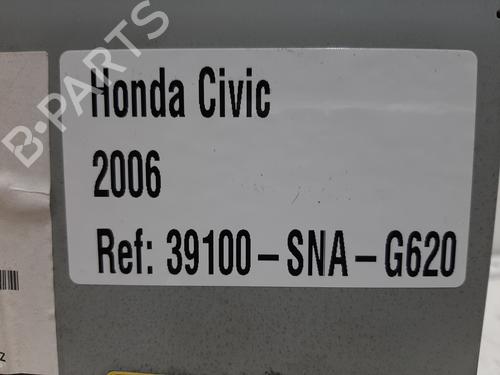 B-PARTS
Honda Civic
2006
Ref: 39100-SNA-G620